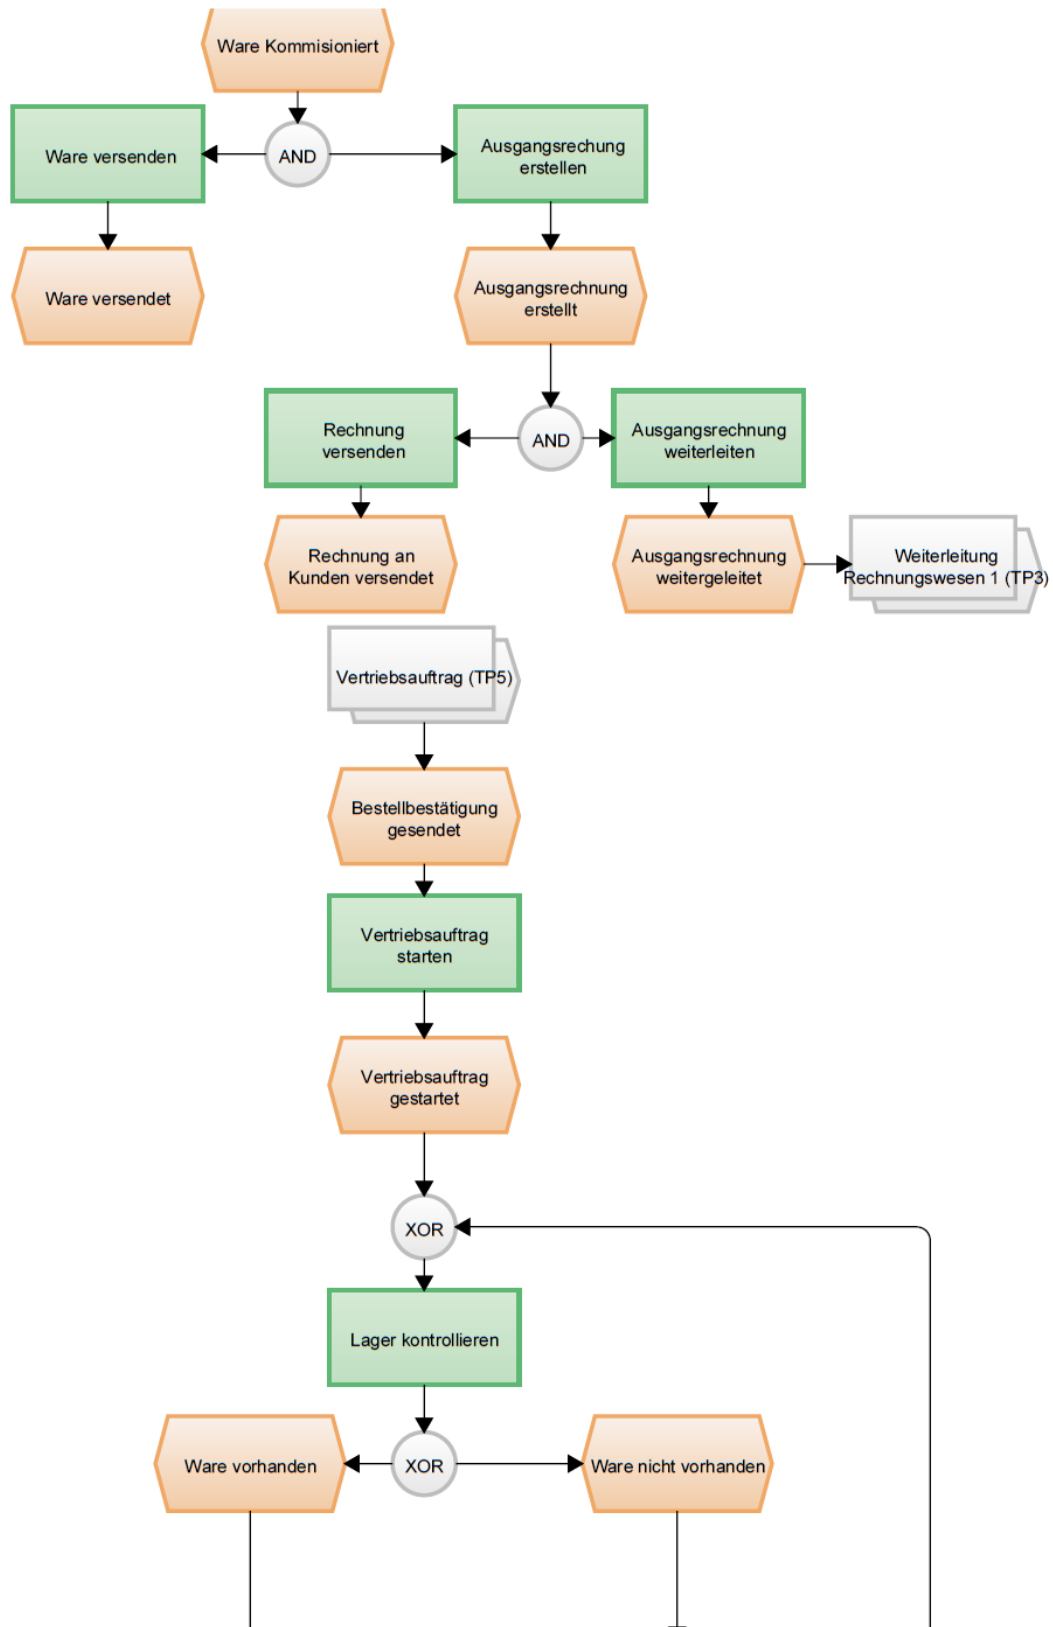 Ware Kommisioniert
Ware versenden
AND
Ausgangsrechung
erstellen
Ware versendet
Ausgangsrechnung
erstellt
Rechnung
versenden
AND
Ausgangsrechnung
weiterleiten
Rechnung an
Kunden versendet
Ausgangsrechnung
weitergeleitet
Weiterleitung
Rechnungswesen 1 (TP3)
Vertriebsauftrag (TP5)
Bestellbestätigung
gesendet
Vertriebsauftrag
starten
Vertriebsauftrag
gestartet
XOR
Lager kontrollieren
Ware vorhanden
XOR
Ware nicht vorhanden